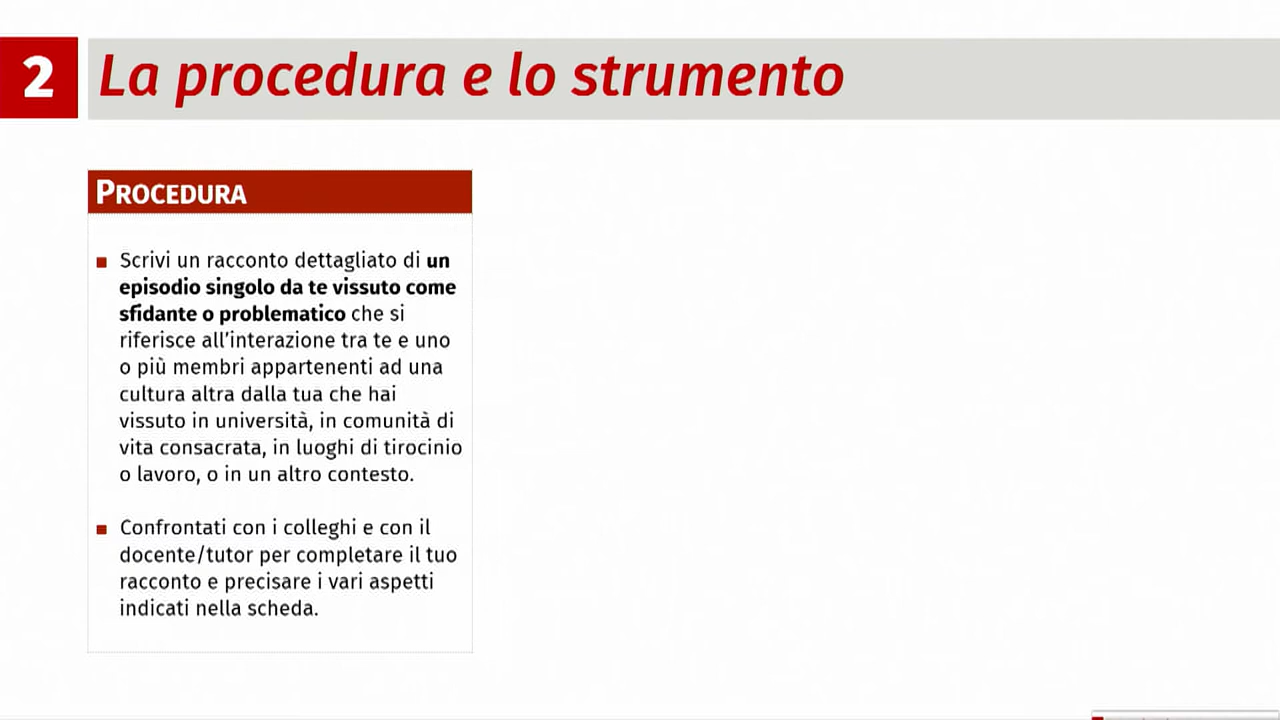 2
La procedura e lo strumento
PROCEDURA
Scrivi un racconto dettagliato di un
episodio singolo da te vissuto come
sfidante o problematico che si
riferisce all'interazione tra te e uno
o più membri appartenenti ad una
cultura altra dalla tua che hai
vissuto in università, in comunità di
vita consacrata, in luoghi di tirocinio
o lavoro, o in un altro contesto.
Confrontati con i colleghi e con il
docente/tutor per completare il tuo
racconto e precisare i vari aspetti
indicati nella scheda.